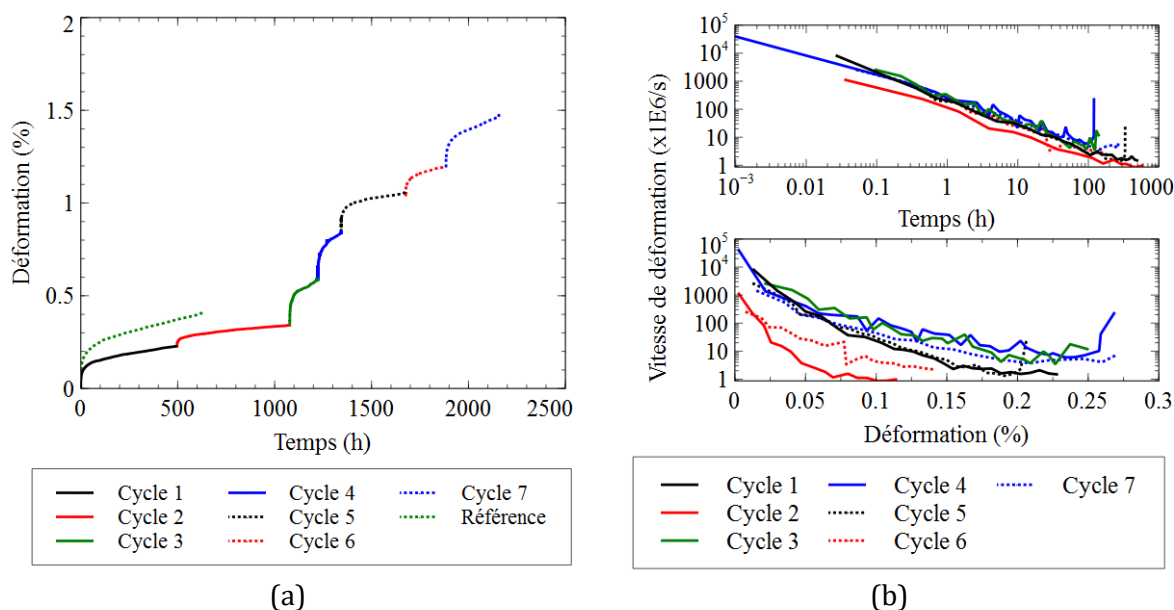 2
1.5
1
0.5
0
Déformation (%)
0 500 1000 1500 2000 2500
Temps (h)
Cycle 1 Cycle 4 Cycle 7
Cycle 2 Cycle 5 Référence
Cycle 3 Cycle 6
(a)
Vitesse de déformation (x1E6/s)
10⁵
10⁴
1000
100
10
1
10⁻³ 0.01 0.1 1 10 100 1000
Temps (h)
10⁵
10⁴
1000
100
10
1
0 0.05 0.1 0.15 0.2 0.25 0.3
Déformation (%)
Cycle 1 Cycle 4 Cycle 7
Cycle 2 Cycle 5
Cycle 3 Cycle 6
(b)